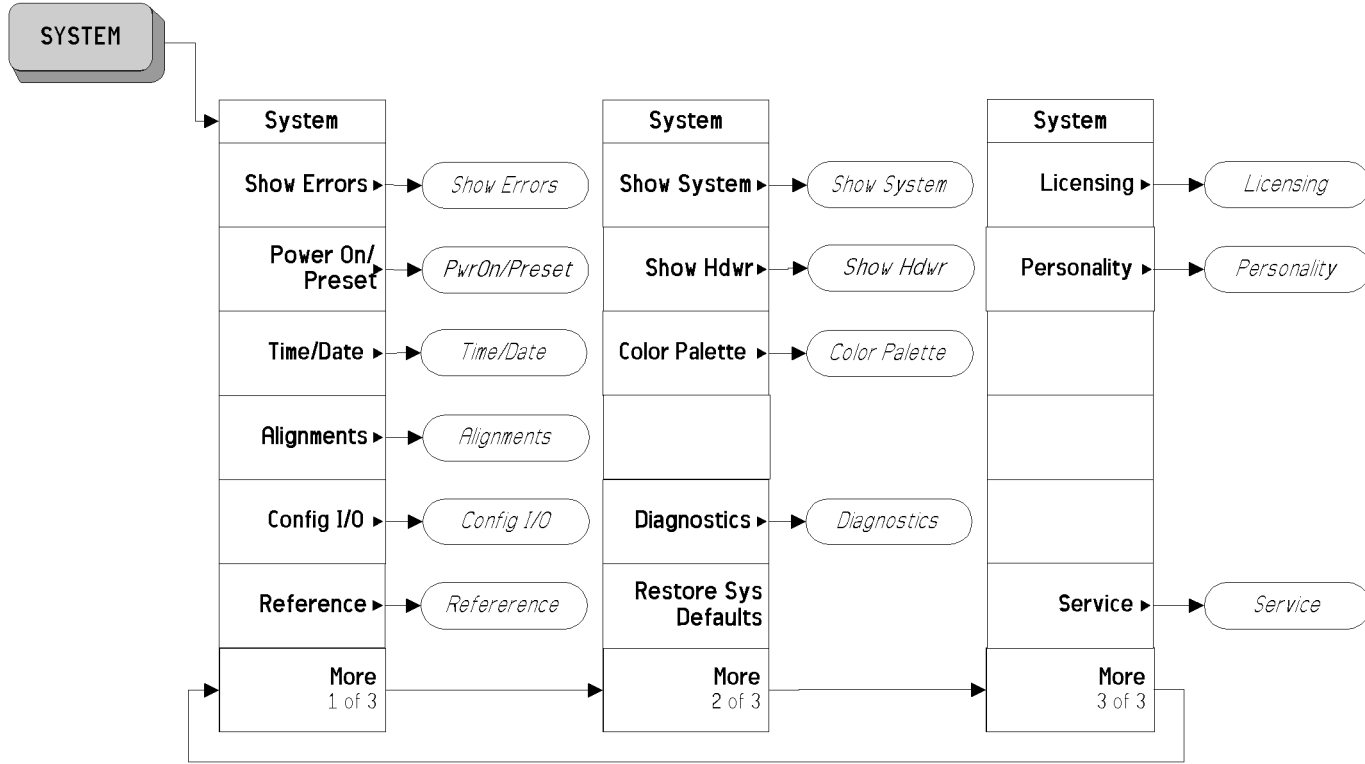 SYSTEM
System
Show Errors
Show Errors
Power On/
Preset
PwrOn/Preset
Time/Date
Time/Date
Alignments
Alignments
Config I/O
Config I/O
Reference
Refererence
More
1 of 3
System
Show System
Show System
Show Hdwr
Show Hdwr
Color Palette
Color Palette
Diagnostics
Diagnostics
Restore Sys
Defaults
More
2 of 3
System
Licensing
Licensing
Personality
Personality
Service
Service
More
3 of 3